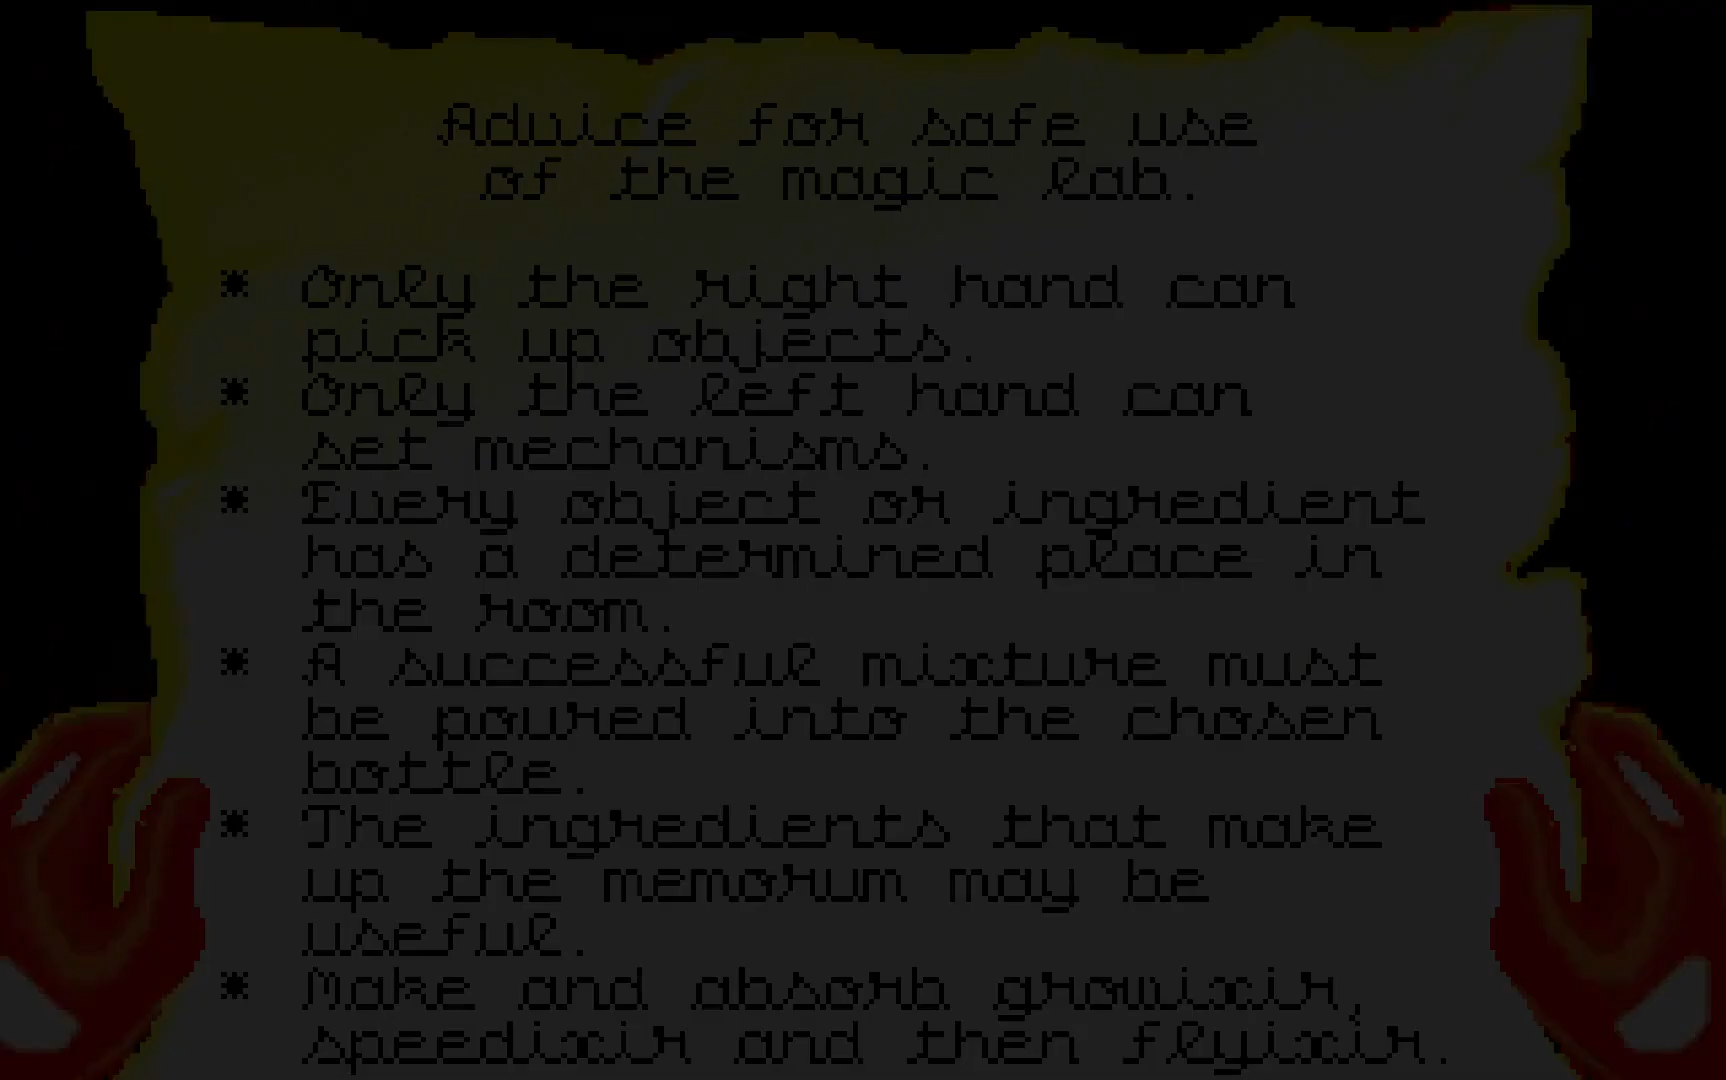 Advice for safe use
of the magic lab.
* Only the right hand can
pick up objects.
* Only the left hand can
set mechanisms.
* Every object or ingredient
has a determined place in
the room.
* A successful mixture must
be poured into the chosen
bottle.
* The ingredients that make
up the memorum may be
useful.
* Make and absorb growixir,
speedixir and then flyixir.